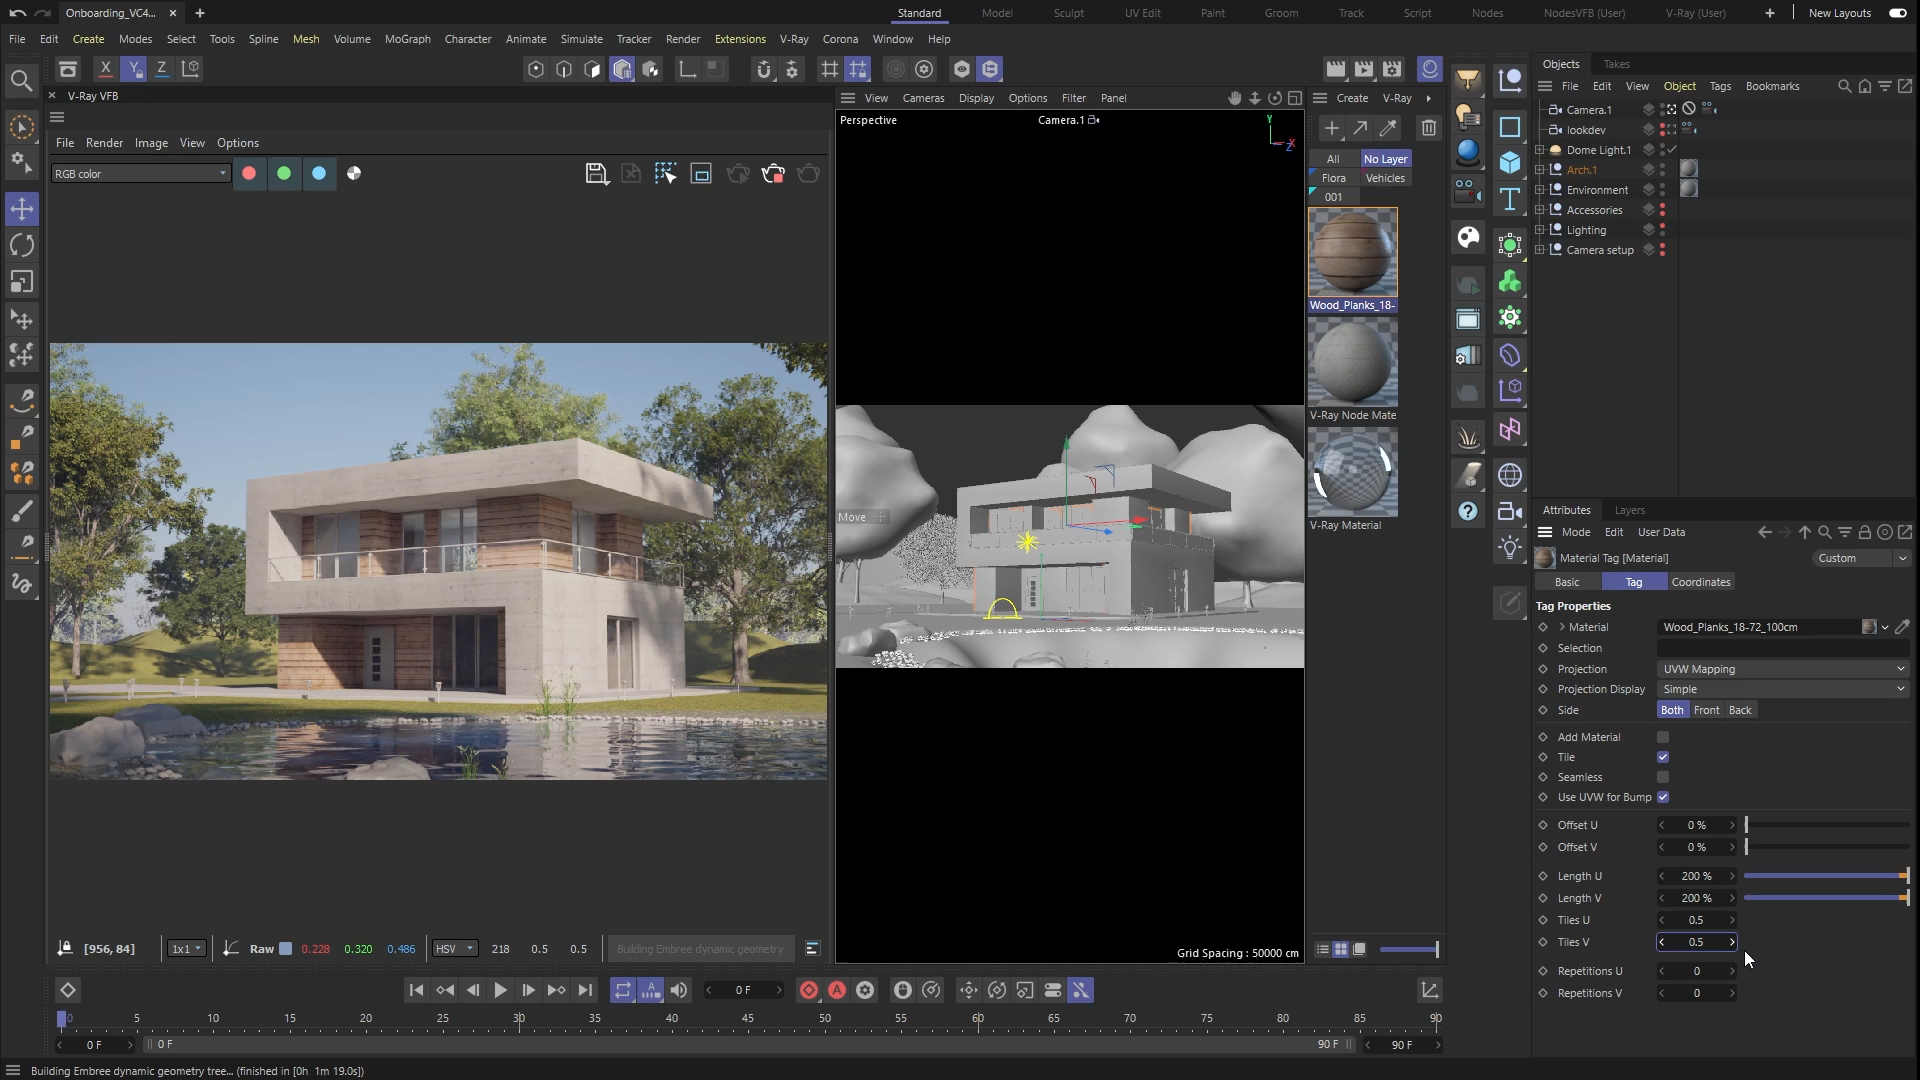 Onboarding_VC4... × +
Standard Model Sculpt UV Edit Paint Groom Track Script Nodes NodesVFB (User) V-Ray (User) + New Layouts
File Edit Create Modes Select Tools Spline Mesh Volume MoGraph Character Animate Simulate Tracker Render Extensions V-Ray Corona Window Help
X Y Z
× V-Ray VFB
File Render Image View Options
RGB color
View Cameras Display Options Filter Panel
Perspective
Camera.1
Y
X
Z
Move
Grid Spacing : 50000 cm
Create V-Ray
All No Layer
Flora Vehicles
001
Wood_Planks_18-
V-Ray Node Mate
V-Ray Material
T
?
Objects Takes
File Edit View Object Tags Bookmarks
Camera.1
lookdev
Dome Light.1
Arch.1
Environment
Accessories
Lighting
Camera setup
Attributes Layers
Mode Edit User Data
Material Tag [Material] Custom
Basic Tag Coordinates
Tag Properties
Material Wood_Planks_18-72_100cm
Selection
Projection UVW Mapping
Projection Display Simple
Side Both Front Back
Add Material
Tile
Seamless
Use UVW for Bump
Offset U 0 %
Offset V 0 %
Length U 200 %
Length V 200 %
Tiles U 0.5
Tiles V 0.5
Repetitions U 0
Repetitions V 0
[956, 84] 1x1 Raw 0.228 0.320 0.486 HSV 218 0.5 0.5 Building Embree dynamic geometry
A 0 F A
0 5 10 15 20 25 30 35 40 45 50 55 60 65 70 75 80 85 90
0 F 0 F 90 F 90 F
Building Embree dynamic geometry tree... (finished in [0h 1m 19.0s])